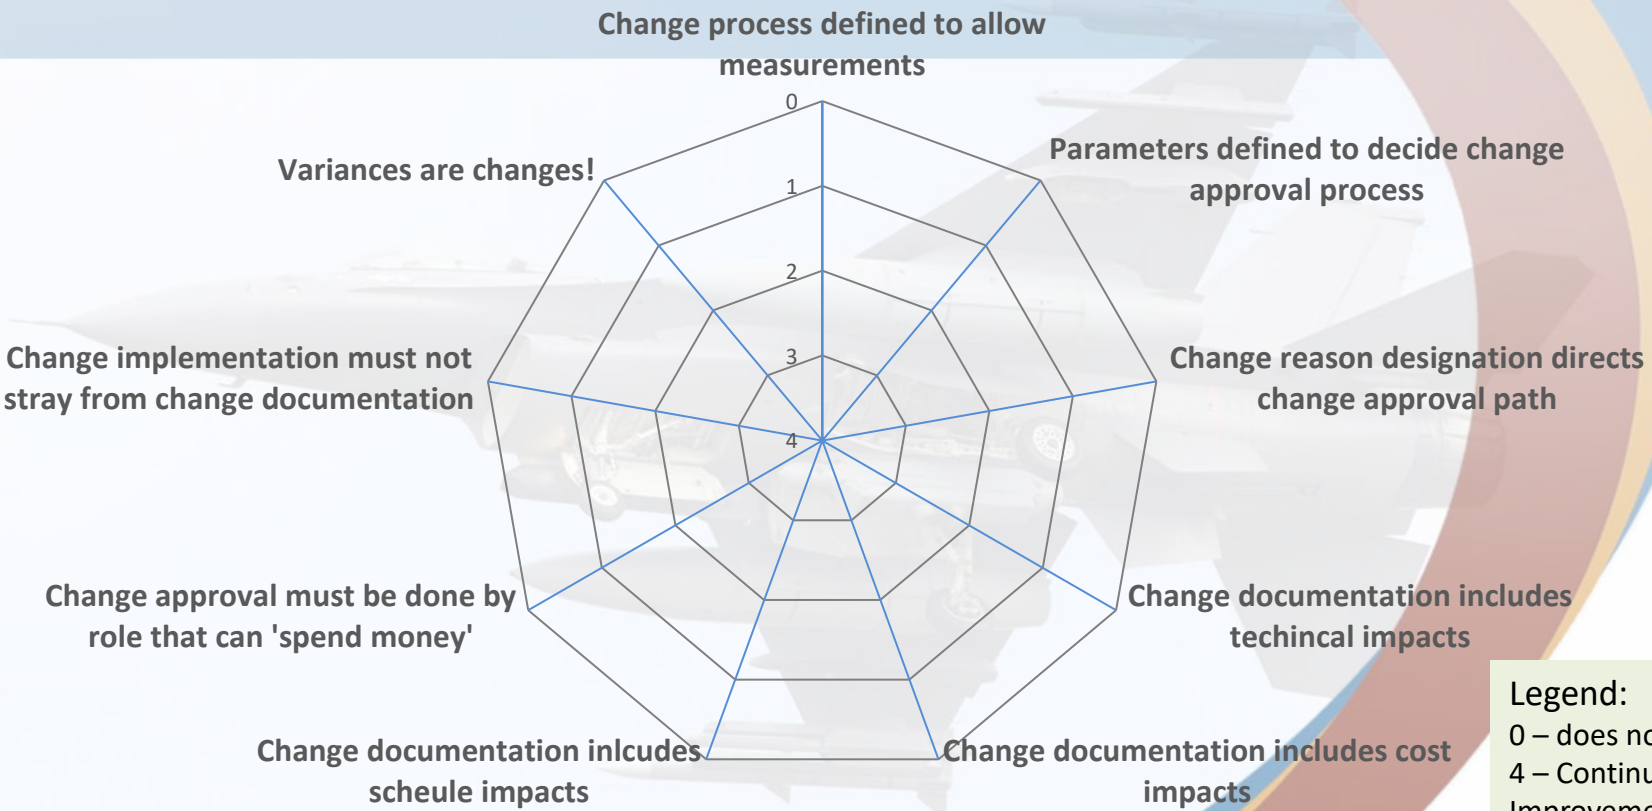 Change process defined to allow
measurements
0
1
2
3
4
Parameters defined to decide change
approval process
Change reason designation directs
change approval path
Change documentation includes
techincal impacts
Change documentation includes cost
impacts
Change documentation inlcudes
scheule impacts
Change approval must be done by
role that can 'spend money'
Change implementation must not
stray from change documentation
Variances are changes!
Legend:
0 – does no
4 – Continu
Improveme